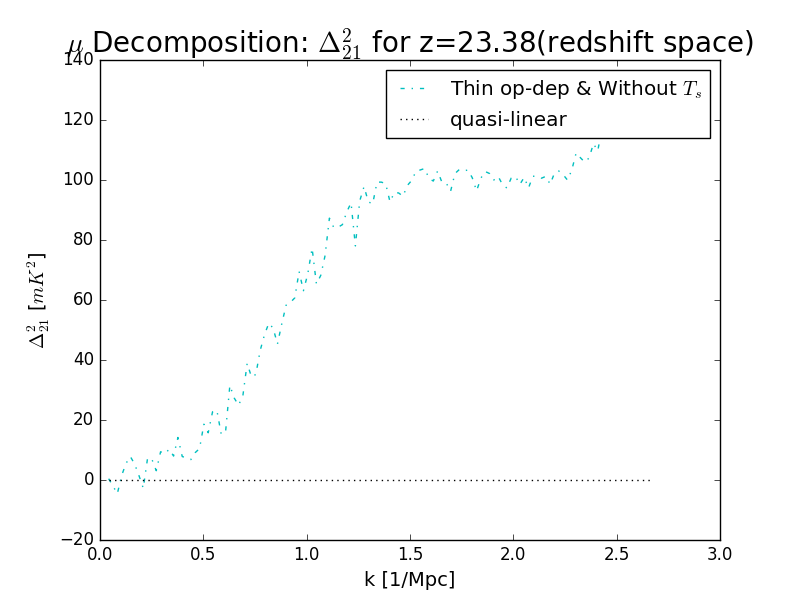 μ Decomposition: Δ²₂₁ for z=23.38(redshift space)
140
120
100
80
60
40
20
0
−20
Δ²₂₁ [mK²]
Thin op-dep & Without Tₛ
quasi-linear
0.0 0.5 1.0 1.5 2.0 2.5 3.0
k [1/Mpc]